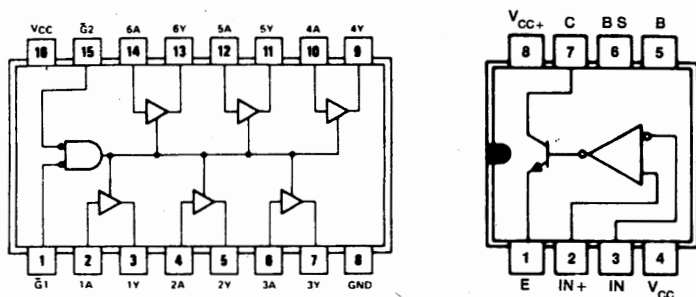 VCC G̅2 6A 6Y 5A 5Y 4A 4Y
16 15 14 13 12 11 10 9
1 2 3 4 5 6 7 8
G̅1 1A 1Y 2A 2Y 3A 3Y GND
VCC+ C BS B
8 7 6 5
1 2 3 4
E IN+ IN VCC